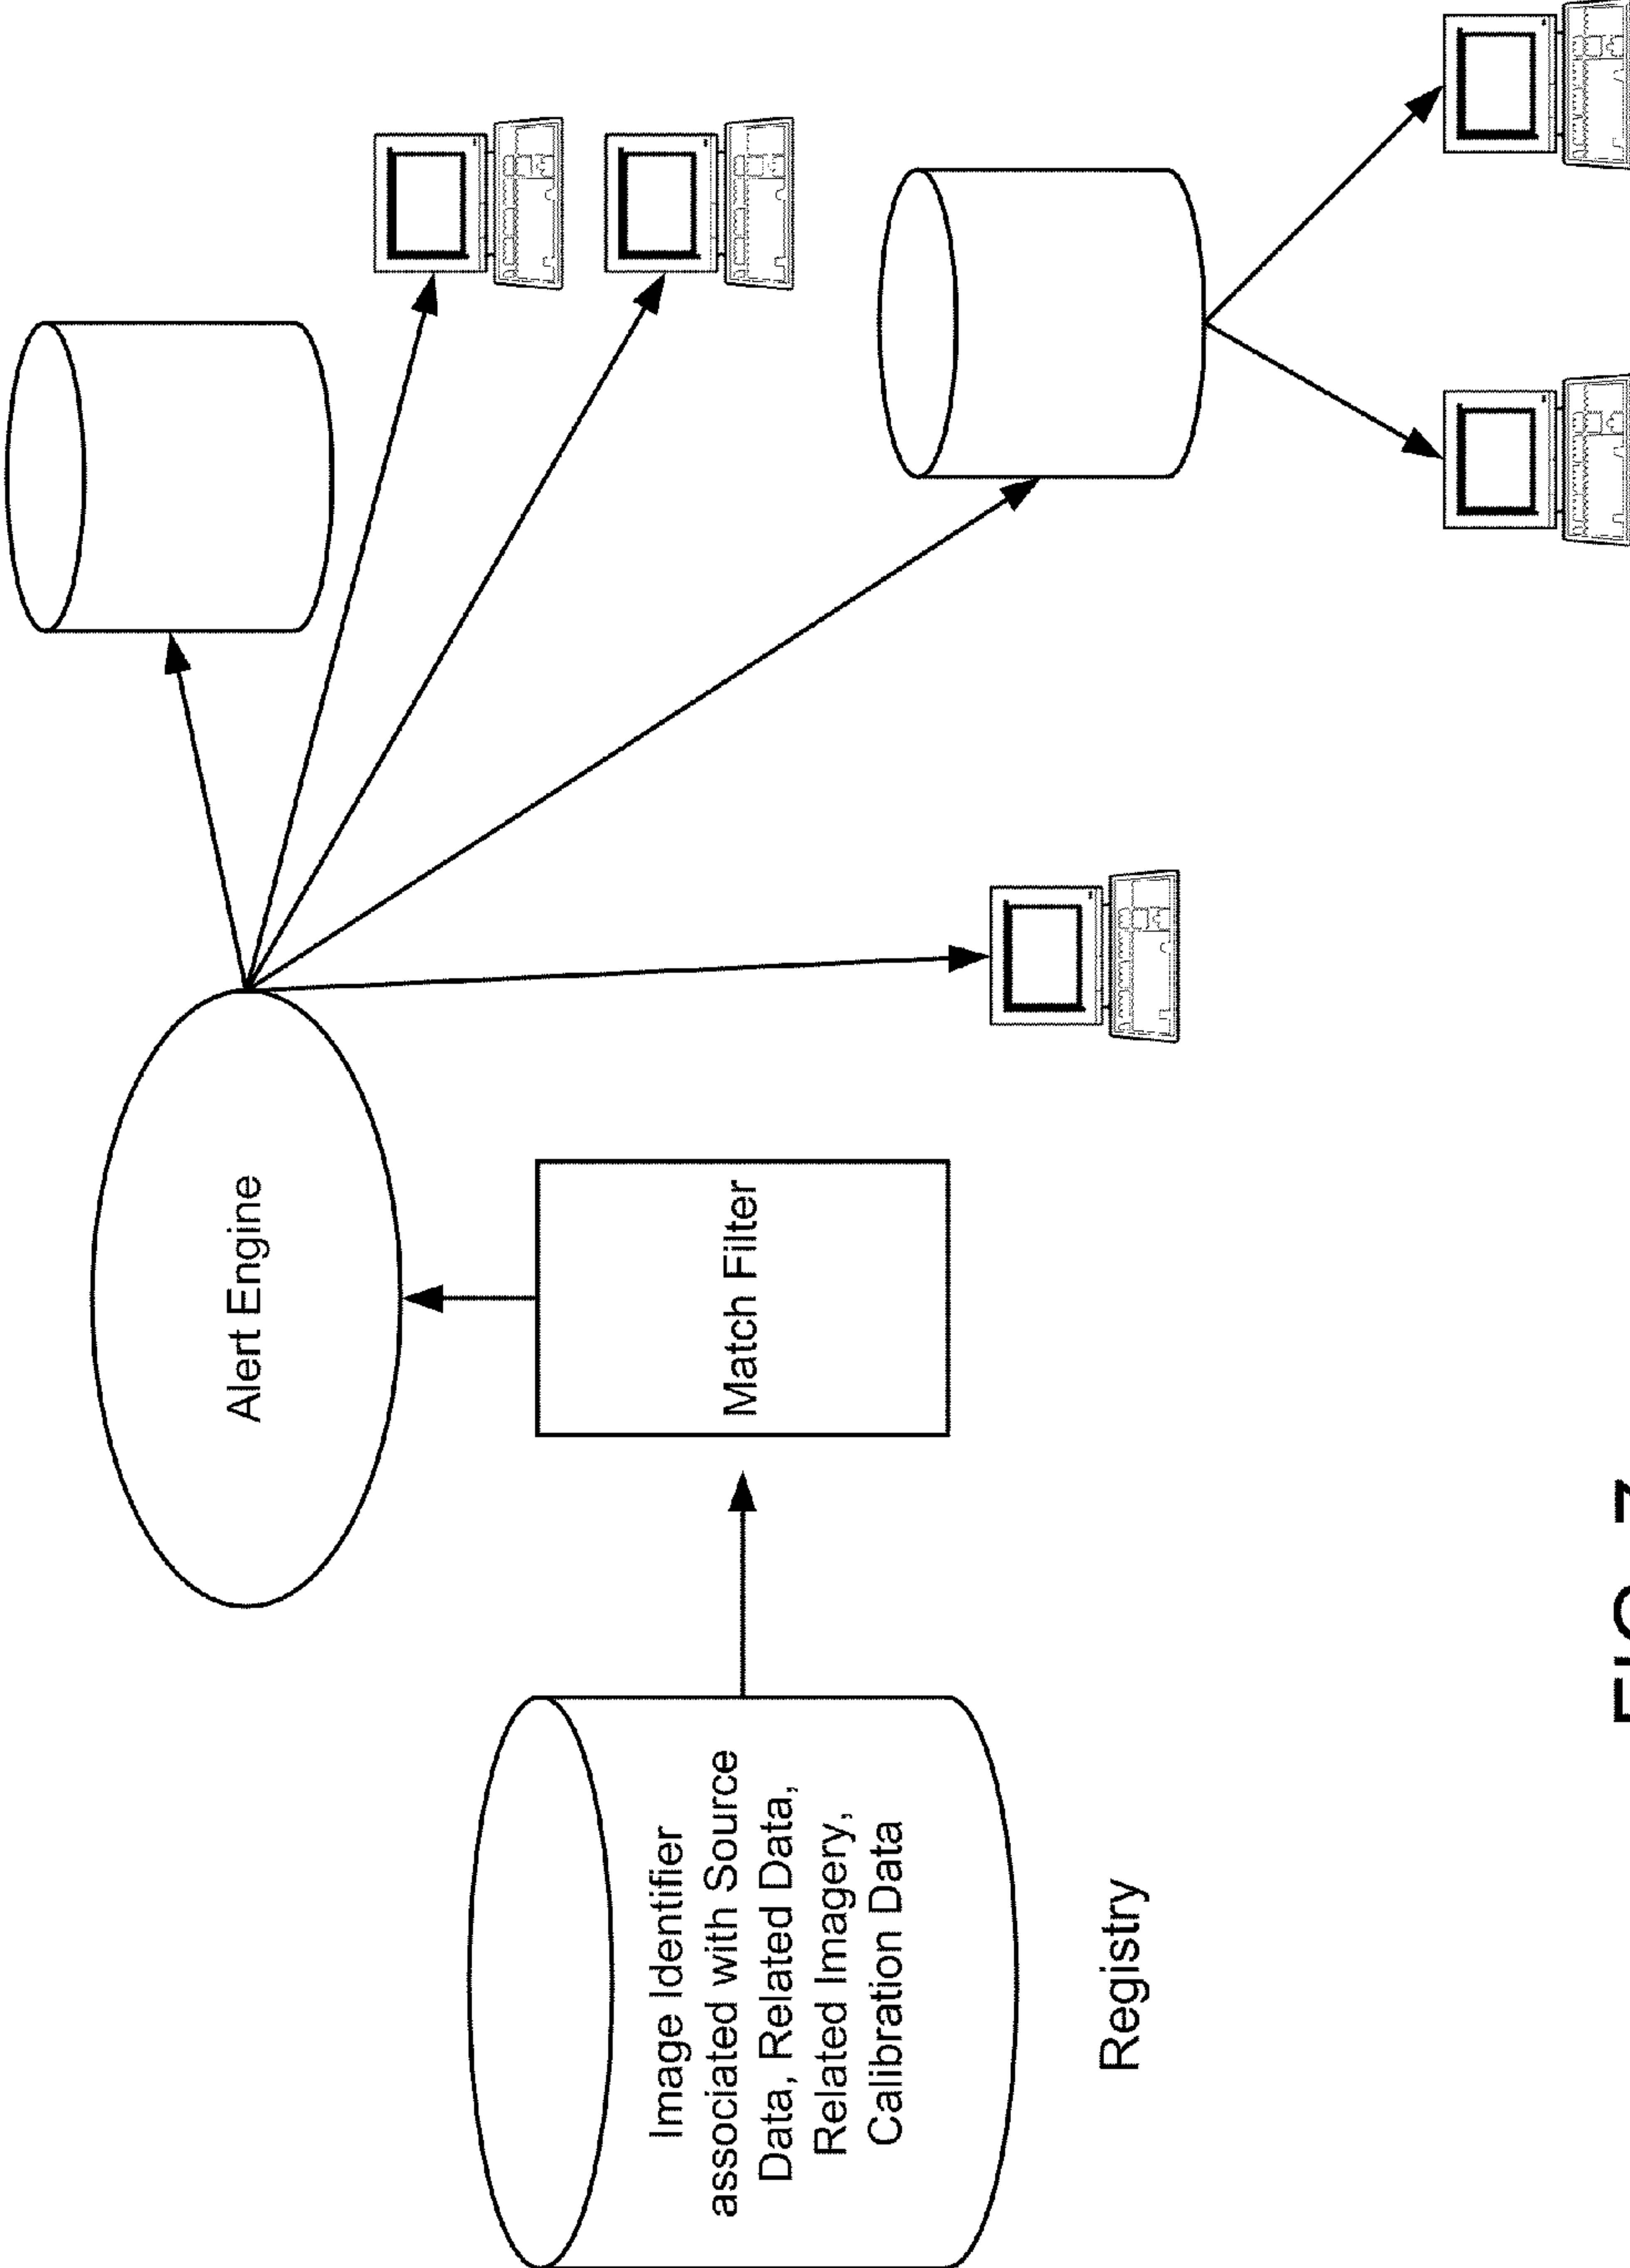 Alert Engine
Match Filter
Image Identifier
associated with Source
Data, Related Data,
Related Imagery,
Calibration Data
Registry